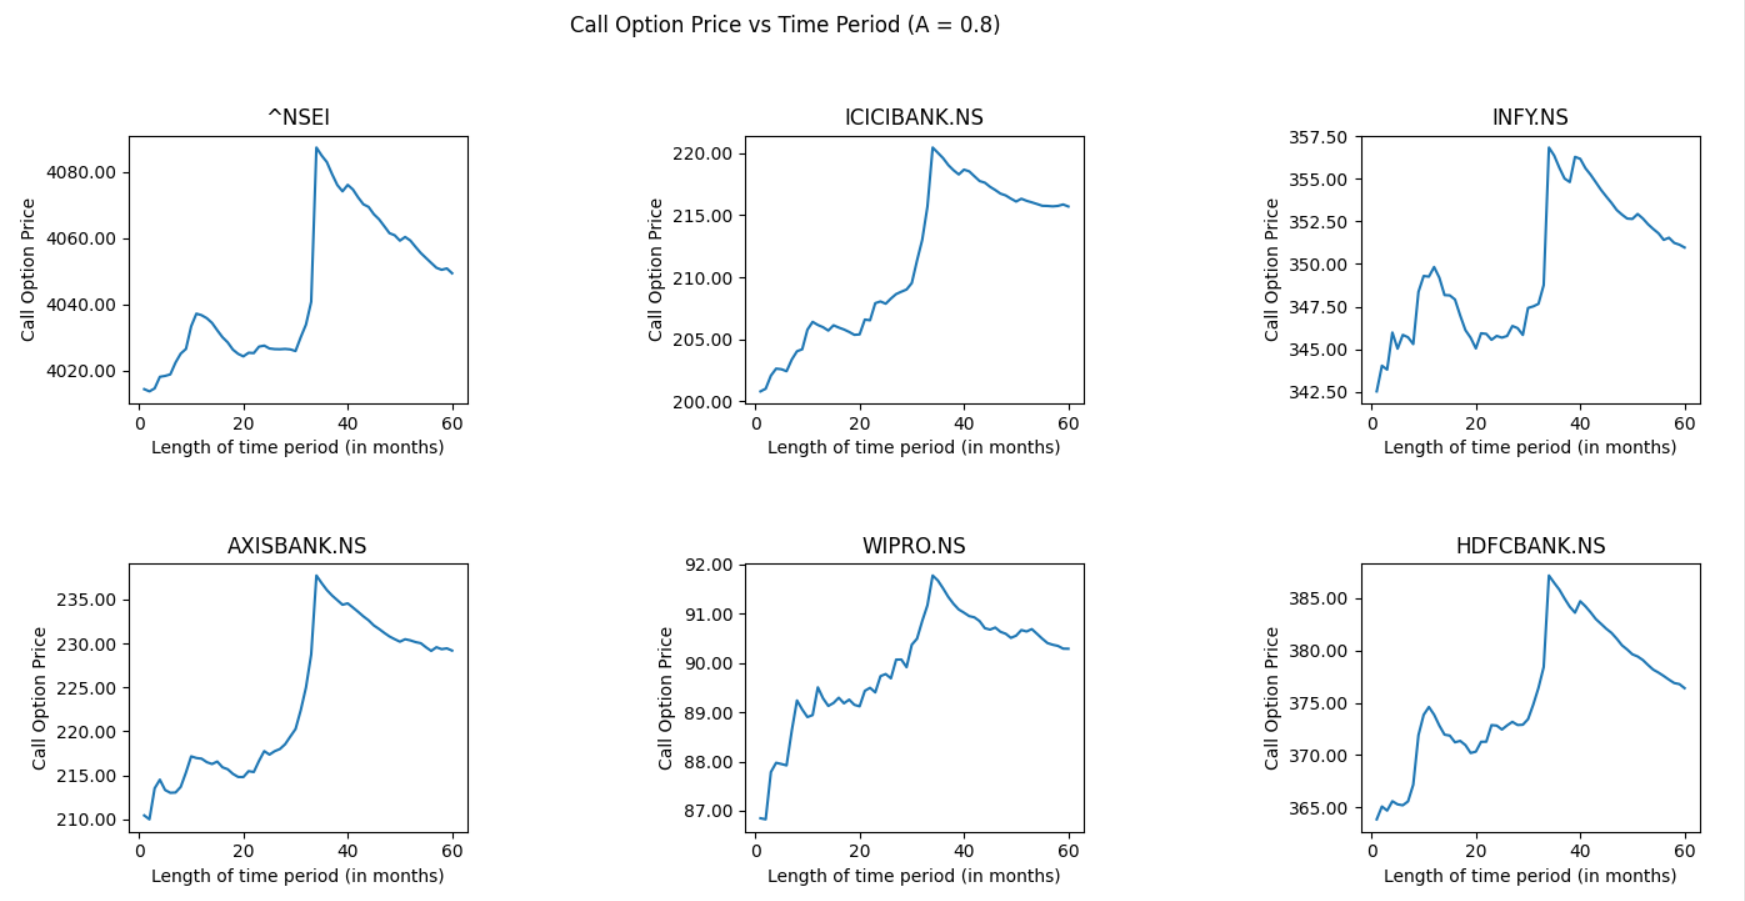 Call Option Price vs Time Period (A = 0.8)
^NSEI
Call Option Price
4080.00
4060.00
4040.00
4020.00
0 20 40 60
Length of time period (in months)
ICICIBANK.NS
Call Option Price
220.00
215.00
210.00
205.00
200.00
0 20 40 60
Length of time period (in months)
INFY.NS
Call Option Price
357.50
355.00
352.50
350.00
347.50
345.00
342.50
0 20 40 60
Length of time period (in months)
AXISBANK.NS
Call Option Price
235.00
230.00
225.00
220.00
215.00
210.00
0 20 40 60
Length of time period (in months)
WIPRO.NS
Call Option Price
92.00
91.00
90.00
89.00
88.00
87.00
0 20 40 60
Length of time period (in months)
HDFCBANK.NS
Call Option Price
385.00
380.00
375.00
370.00
365.00
0 20 40 60
Length of time period (in months)